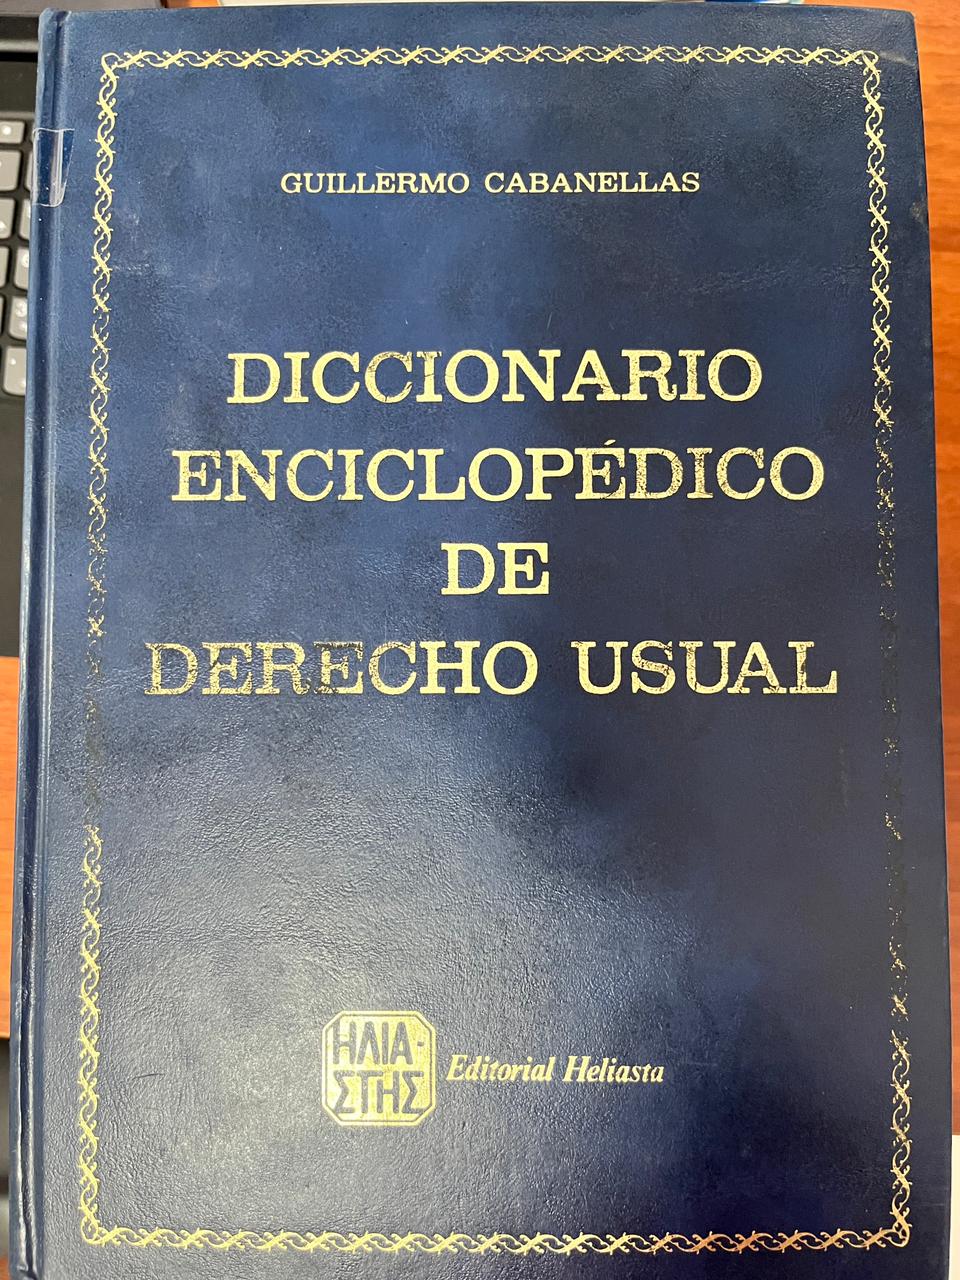 GUILLERMO CABANELLAS
DICCIONARIO
ENCICLOPÉDICO
DE
DERECHO USUAL
ΗΛΙΑ-
ΣΤΗΣ
Editorial Heliasta